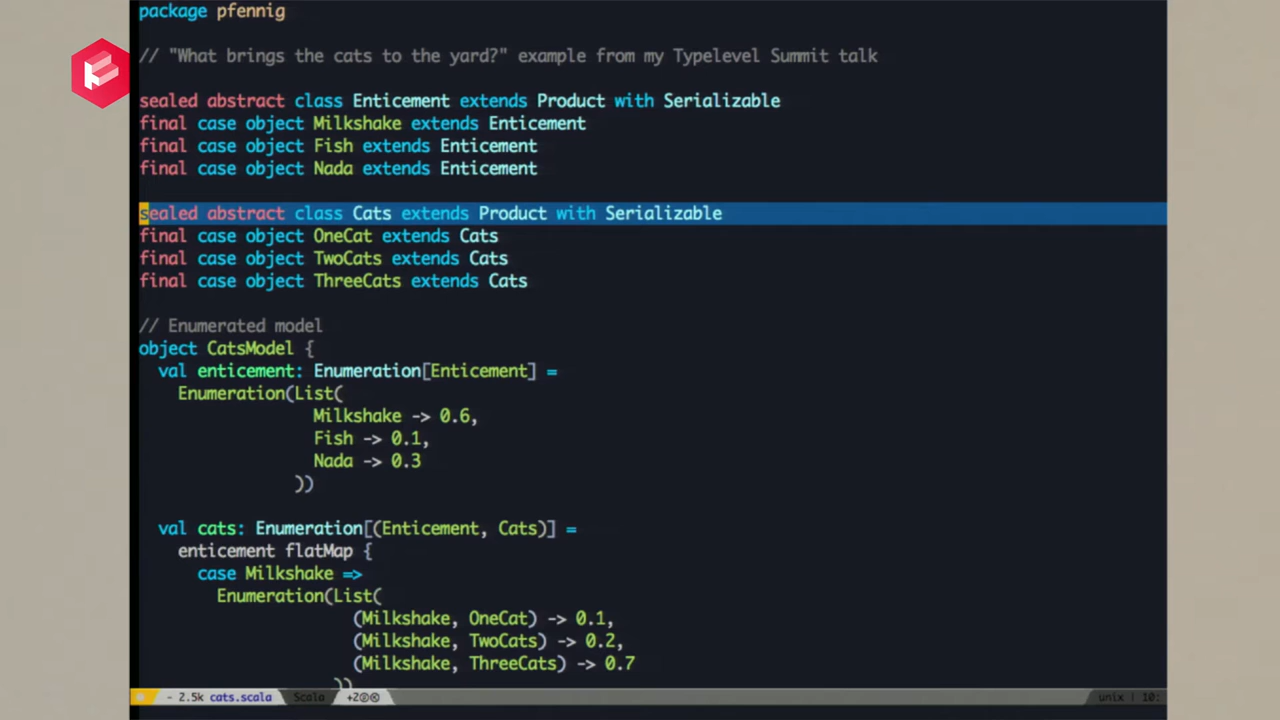 package pfennig
// "What brings the cats to the yard?" example from my Typelevel Summit talk
sealed abstract class Enticement extends Product with Serializable
final case object Milkshake extends Enticement
final case object Fish extends Enticement
final case object Nada extends Enticement
sealed abstract class Cats extends Product with Serializable
final case object OneCat extends Cats
final case object TwoCats extends Cats
final case object ThreeCats extends Cats
// Enumerated model
object CatsModel {
val enticement: Enumeration[Enticement] =
Enumeration(List(
Milkshake -> 0.6,
Fish -> 0.1,
Nada -> 0.3
))
val cats: Enumeration[(Enticement, Cats)] =
enticement flatMap {
case Milkshake =>
Enumeration(List(
(Milkshake, OneCat) -> 0.1,
(Milkshake, TwoCats) -> 0.2,
(Milkshake, ThreeCats) -> 0.7
))
- 2.5k cats.scala Scala +2②Ⓚ unix | 10: